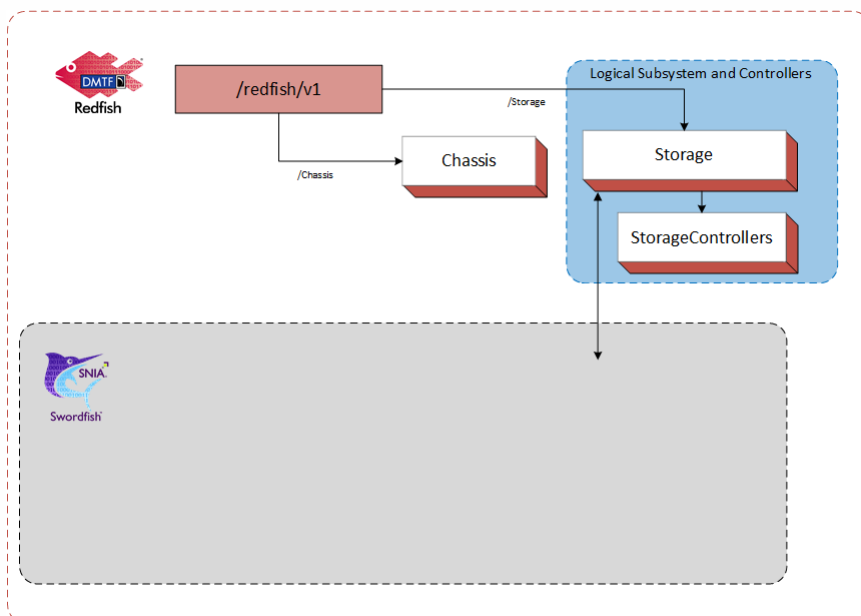 DMTF
Redfish
/redfish/v1
/Storage
Logical Subsystem and Controllers
/Chassis
Chassis
Storage
StorageControllers
SNIA
Swordfish